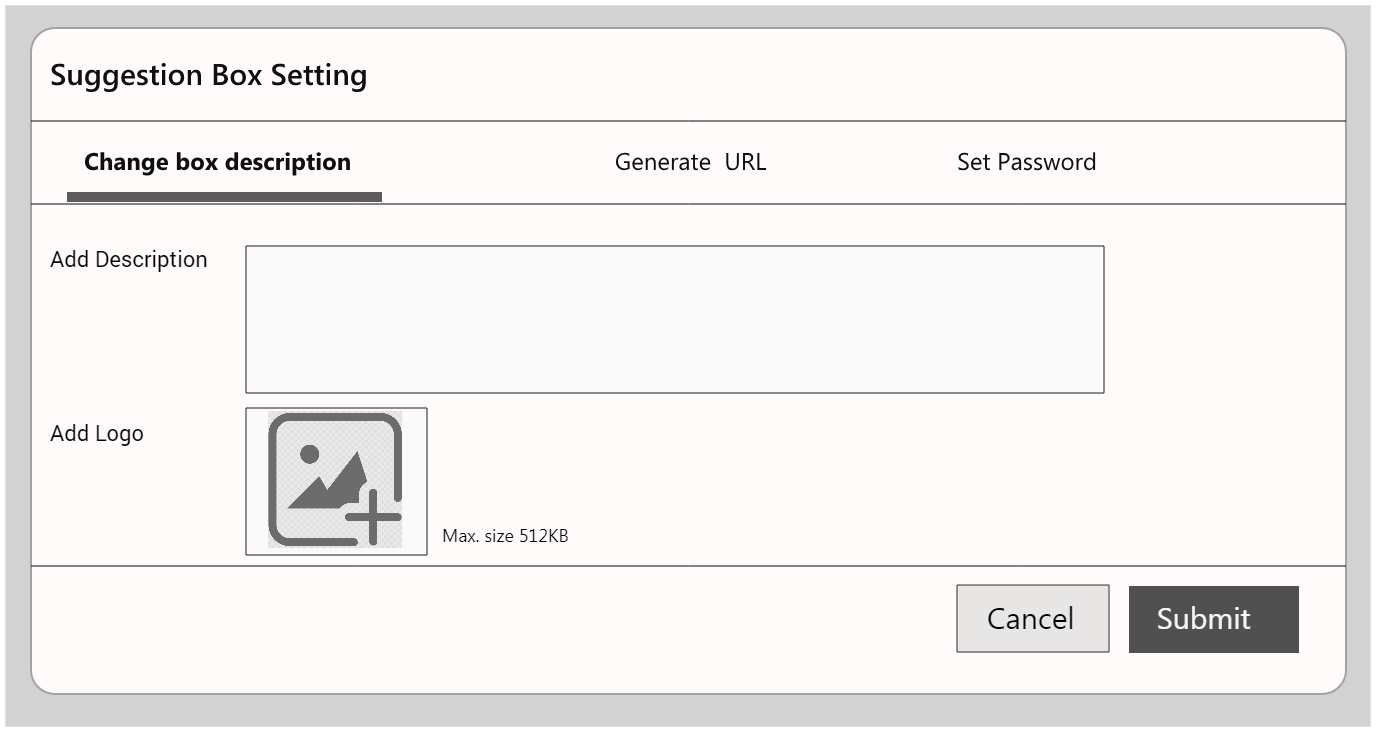 Suggestion Box Setting
Change box description
Generate  URL
Set Password
Add Description
Add Logo
Max. size 512KB
Cancel
Submit